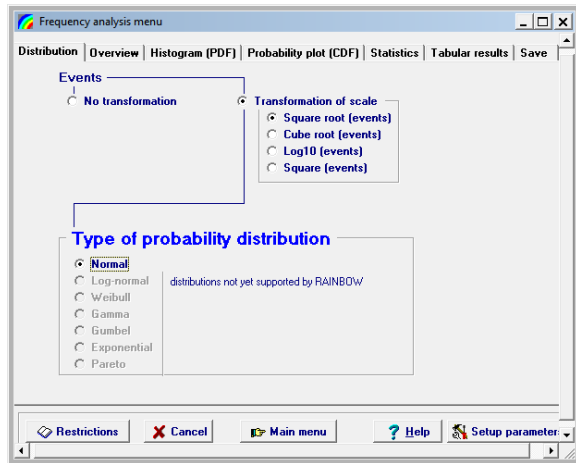 Frequency analysis menu
Distribution Overview Histogram (PDF) Probability plot (CDF) Statistics Tabular results Save
Events
No transformation
Transformation of scale
Square root (events)
Cube root (events)
Log10 (events)
Square (events)
Type of probability distribution
Normal
Log-normal
distributions not yet supported by RAINBOW
Weibull
Gamma
Gumbel
Exponential
Pareto
Restrictions Cancel Main menu Help Setup parameter